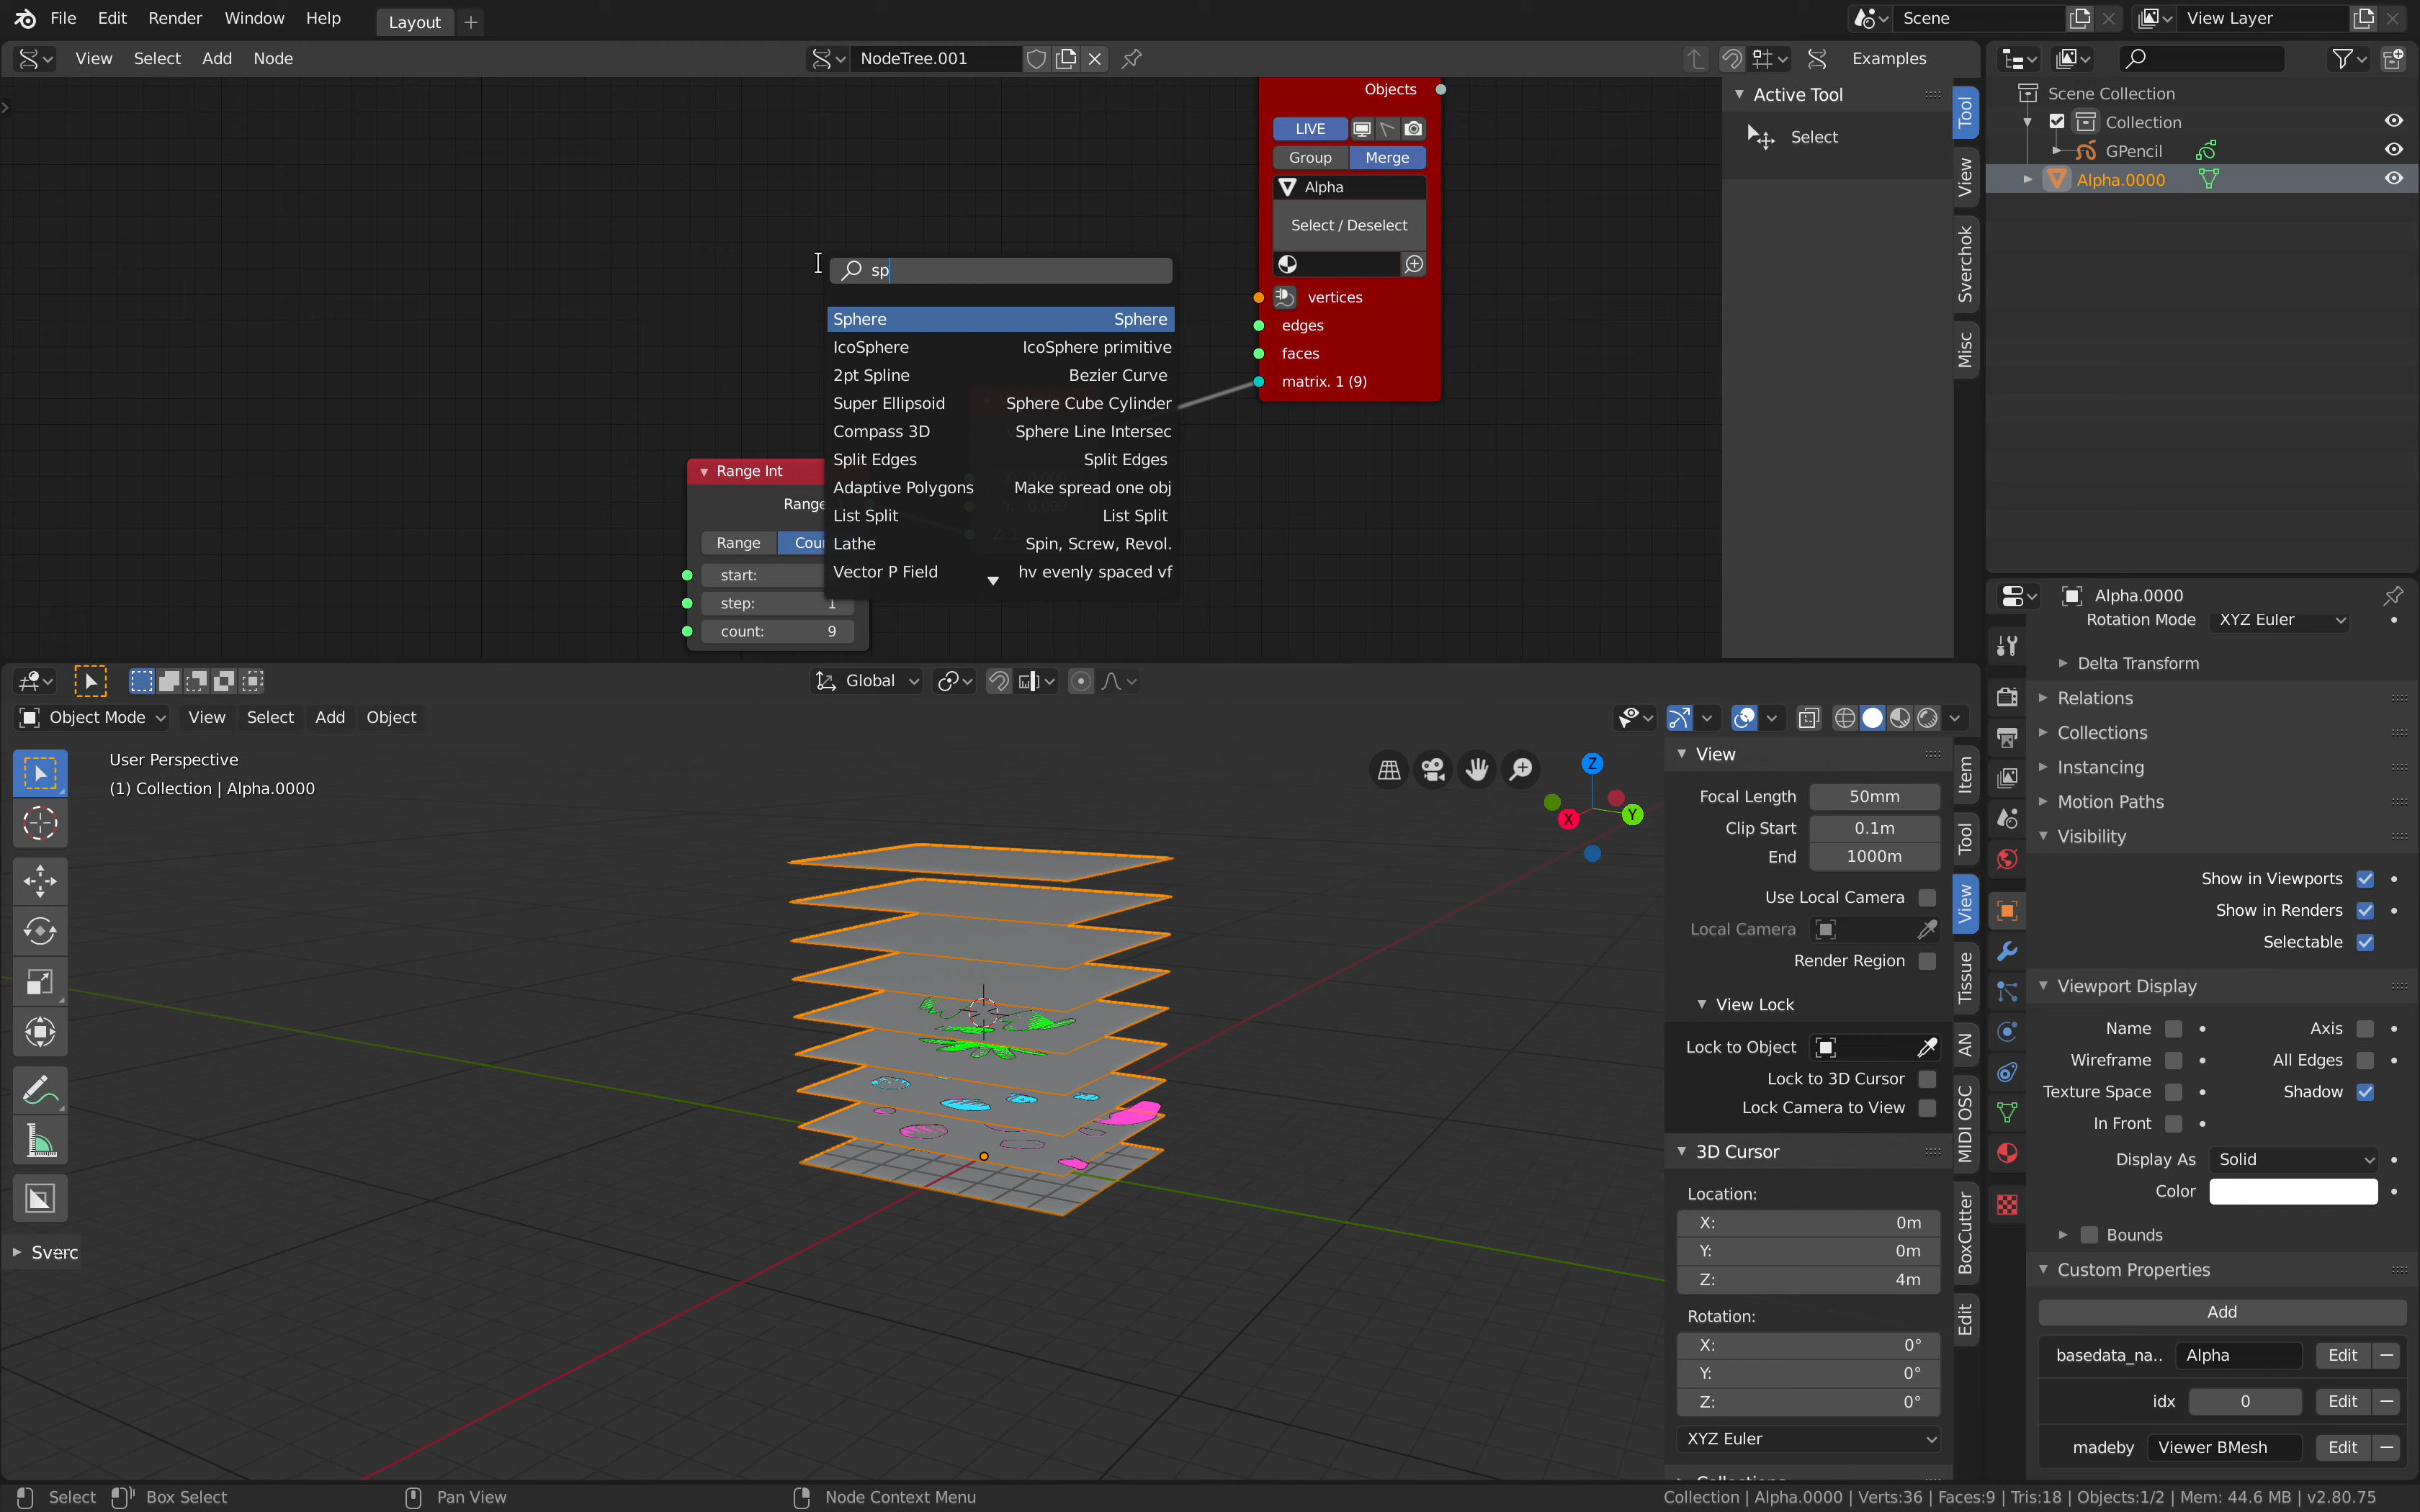 File Edit Render Window Help Layout
Scene View Layer
View Select Add Node
NodeTree.001
Examples
Objects
LIVE
Group Merge
Alpha
Select / Deselect
vertices
edges
faces
matrix. 1 (9)
sp
Sphere Sphere
IcoSphere IcoSphere primitive
2pt Spline Bezier Curve
Super Ellipsoid Sphere Cube Cylinder
Compass 3D Sphere Line Intersec
Split Edges Split Edges
Adaptive Polygons Make spread one obj
List Split List Split
Lathe Spin, Screw, Revol.
Vector P Field hv evenly spaced vf
Range Int
Range
Range Cou
start:
step: 1
count: 9
Active Tool
Select
Tool
View
Sverchok
Misc
Scene Collection
Collection
GPencil
Alpha.0000
Global
Object Mode View Select Add Object
User Perspective
(1) Collection | Alpha.0000
Sverc
Z
X
Y
View
Focal Length 50mm
Clip Start 0.1m
End 1000m
Use Local Camera
Local Camera
Render Region
View Lock
Lock to Object
Lock to 3D Cursor
Lock Camera to View
3D Cursor
Location:
X: 0m
Y: 0m
Z: 4m
Rotation:
X: 0°
Y: 0°
Z: 0°
XYZ Euler
Item
Tool
View
Tissue
AN
MIDI OSC
BoxCutter
Edit
Alpha.0000
Rotation Mode XYZ Euler
Delta Transform
Relations
Collections
Instancing
Motion Paths
Visibility
Show in Viewports
Show in Renders
Selectable
Viewport Display
Name Axis
Wireframe All Edges
Texture Space Shadow
In Front
Display As Solid
Color
Bounds
Custom Properties
Add
basedata_na.. Alpha Edit
idx 0 Edit
madeby Viewer BMesh Edit
Select Box Select Pan View Node Context Menu
Collection | Alpha.0000 | Verts:36 | Faces:9 | Tris:18 | Objects:1/2 | Mem: 44.6 MB | v2.80.75